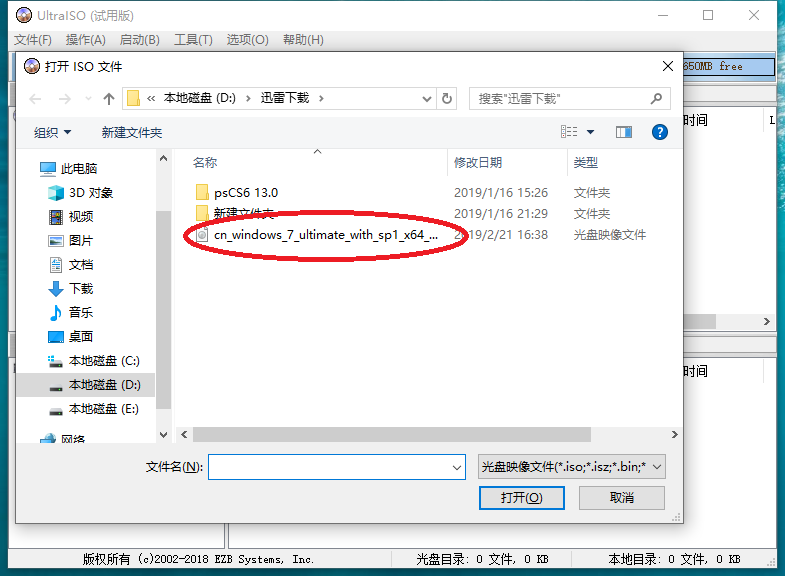 UltraISO (试用版)
文件(F) 操作(A) 启动(B) 工具(T) 选项(O) 帮助(H)
打开 ISO 文件
650MB free
« 本地磁盘 (D:) › 迅雷下载 ›
搜索"迅雷下载"
组织 新建文件夹
时间
名称 修改日期 类型
此电脑
3D 对象
视频
图片
文档
下载
音乐
桌面
本地磁盘 (C:)
本地磁盘 (D:)
本地磁盘 (E:)
网络
psCS6 13.0 2019/1/16 15:26 文件夹
新建文件夹 2019/1/16 21:29 文件夹
cn_windows_7_ultimate_with_sp1_x64_... 2019/2/21 16:38 光盘映像文件
时间
文件名(N):
光盘映像文件(*.iso;*.isz;*.bin;*
打开(O) 取消
版权所有 (c)2002-2018 EZB Systems, Inc. 光盘目录: 0 文件, 0 KB 本地目录: 0 文件, 0 KB